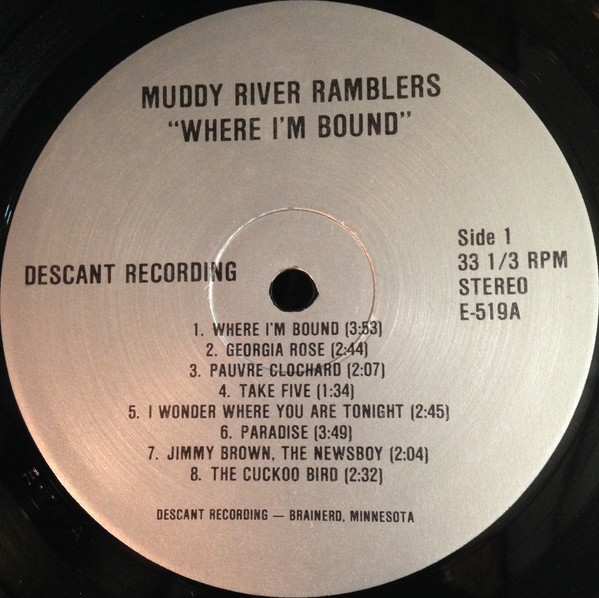 MUDDY RIVER RAMBLERS
"WHERE I'M BOUND"
DESCANT RECORDING
Side 1
33 1/3 RPM
STEREO
E-519A
1. WHERE I'M BOUND (3:53)
2. GEORGIA ROSE (2:44)
3. PAUVRE CLOCHARD (2:07)
4. TAKE FIVE (1:34)
5. I WONDER WHERE YOU ARE TONIGHT (2:45)
6. PARADISE (3:49)
7. JIMMY BROWN, THE NEWSBOY (2:04)
8. THE CUCKOO BIRD (2:32)
DESCANT RECORDING — BRAINERD, MINNESOTA